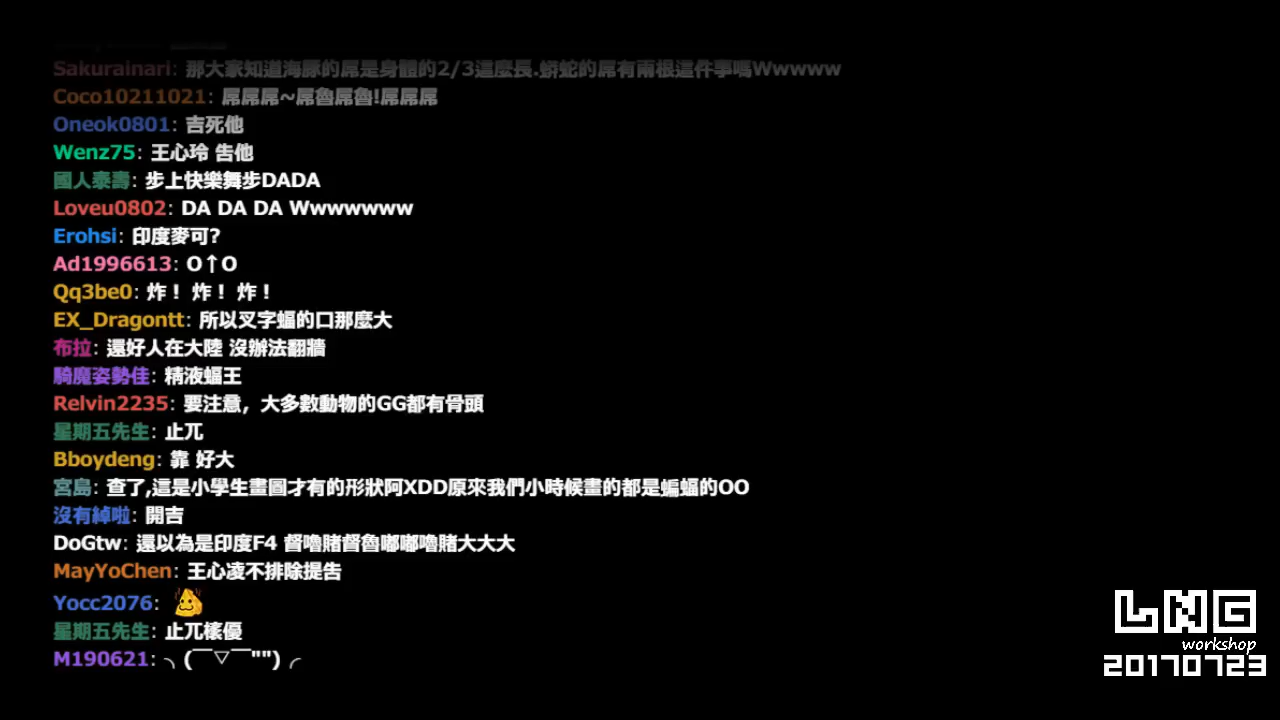 Sakurainari: 那大家知道海豚的屌是身體的2/3這麼長.蟒蛇的屌有兩根這件事嗎Wwwww
Coco10211021: 屌屌屌~屌魯屌魯!屌屌屌
Oneok0801: 吉死他
Wenz75: 王心玲 告他
國人泰壽: 步上快樂舞步DADA
Loveu0802: DA DA DA Wwwwwww
Erohsi: 印度麥可?
Ad1996613: O↑O
Qq3be0: 炸！ 炸！ 炸！
EX_Dragontt: 所以叉字蝠的口那麼大
布拉: 還好人在大陸 沒辦法翻牆
騎魔姿勢佳: 精液蝠王
Relvin2235: 要注意，大多數動物的GG都有骨頭
星期五先生: 止兀
Bboydeng: 靠 好大
宮島: 查了,這是小學生畫圖才有的形狀阿XDD原來我們小時候畫的都是蝙蝠的OO
沒有綽啦: 開吉
DoGtw: 還以為是印度F4 督嚕賭督魯嘟嘟嚕賭大大大
MayYoChen: 王心凌不排除提告
Yocc2076:
星期五先生: 止兀榣優
M190621: ╮(￣▽￣"")╭
LNG
workshop
20170723